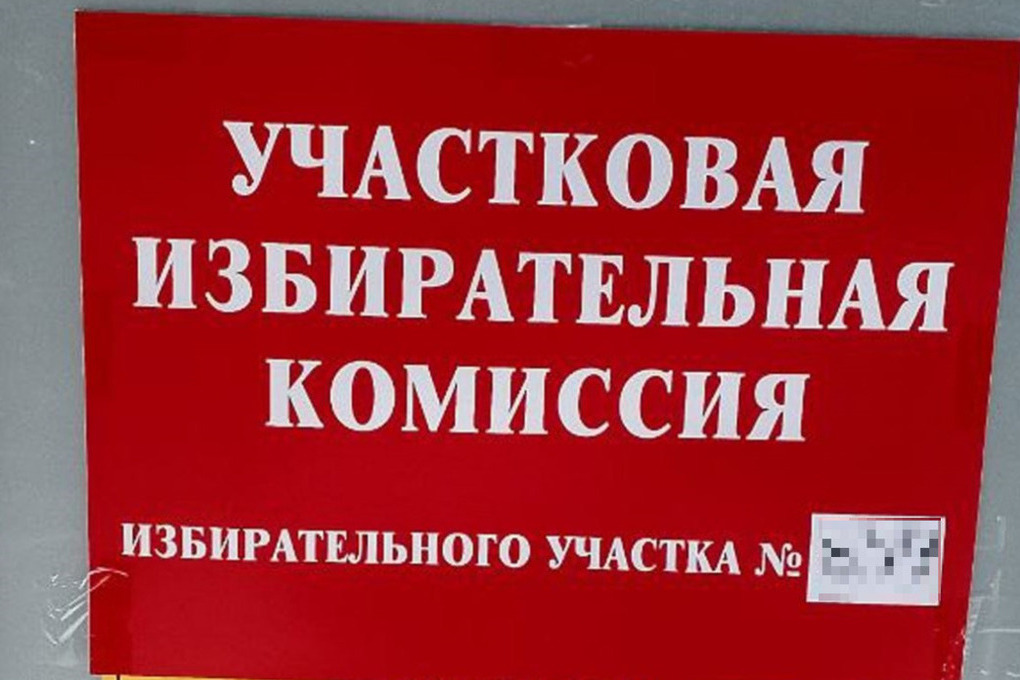 УЧАСТКОВАЯ
ИЗБИРАТЕЛЬНАЯ
КОМИССИЯ
ИЗБИРАТЕЛЬНОГО УЧАСТКА №